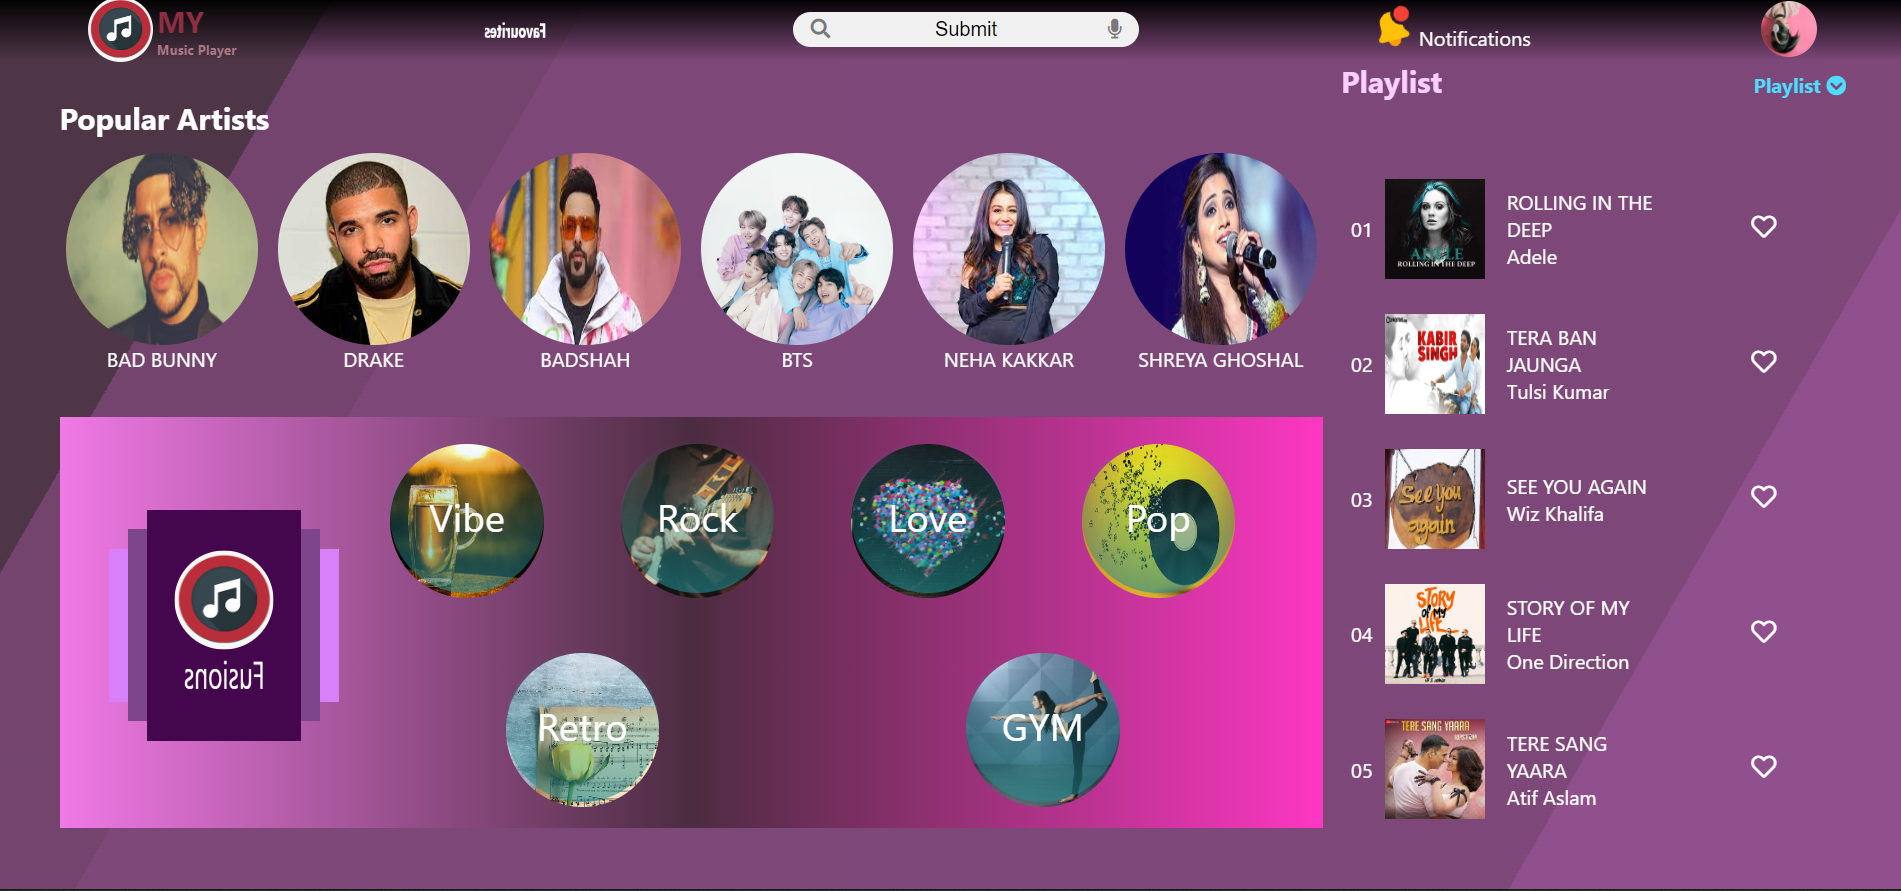 MY
Music Player
Favourites
Submit
Notifications
Playlist
Playlist
Popular Artists
BAD BUNNY
DRAKE
BADSHAH
BTS
NEHA KAKKAR
SHREYA GHOSHAL
Vibe
Rock
Love
Pop
Fusions
Retro
GYM
01
ADELE
ROLLING IN THE DEEP
ROLLING IN THE
DEEP
Adele
02
KABIR
SINGH
TERA BAN
JAUNGA
Tulsi Kumar
03
See You
again
SEE YOU AGAIN
Wiz Khalifa
04
STORY
OF MY
LIFE
STORY OF MY
LIFE
One Direction
05
TERE SANG YAARA
TERE SANG
YAARA
Atif Aslam